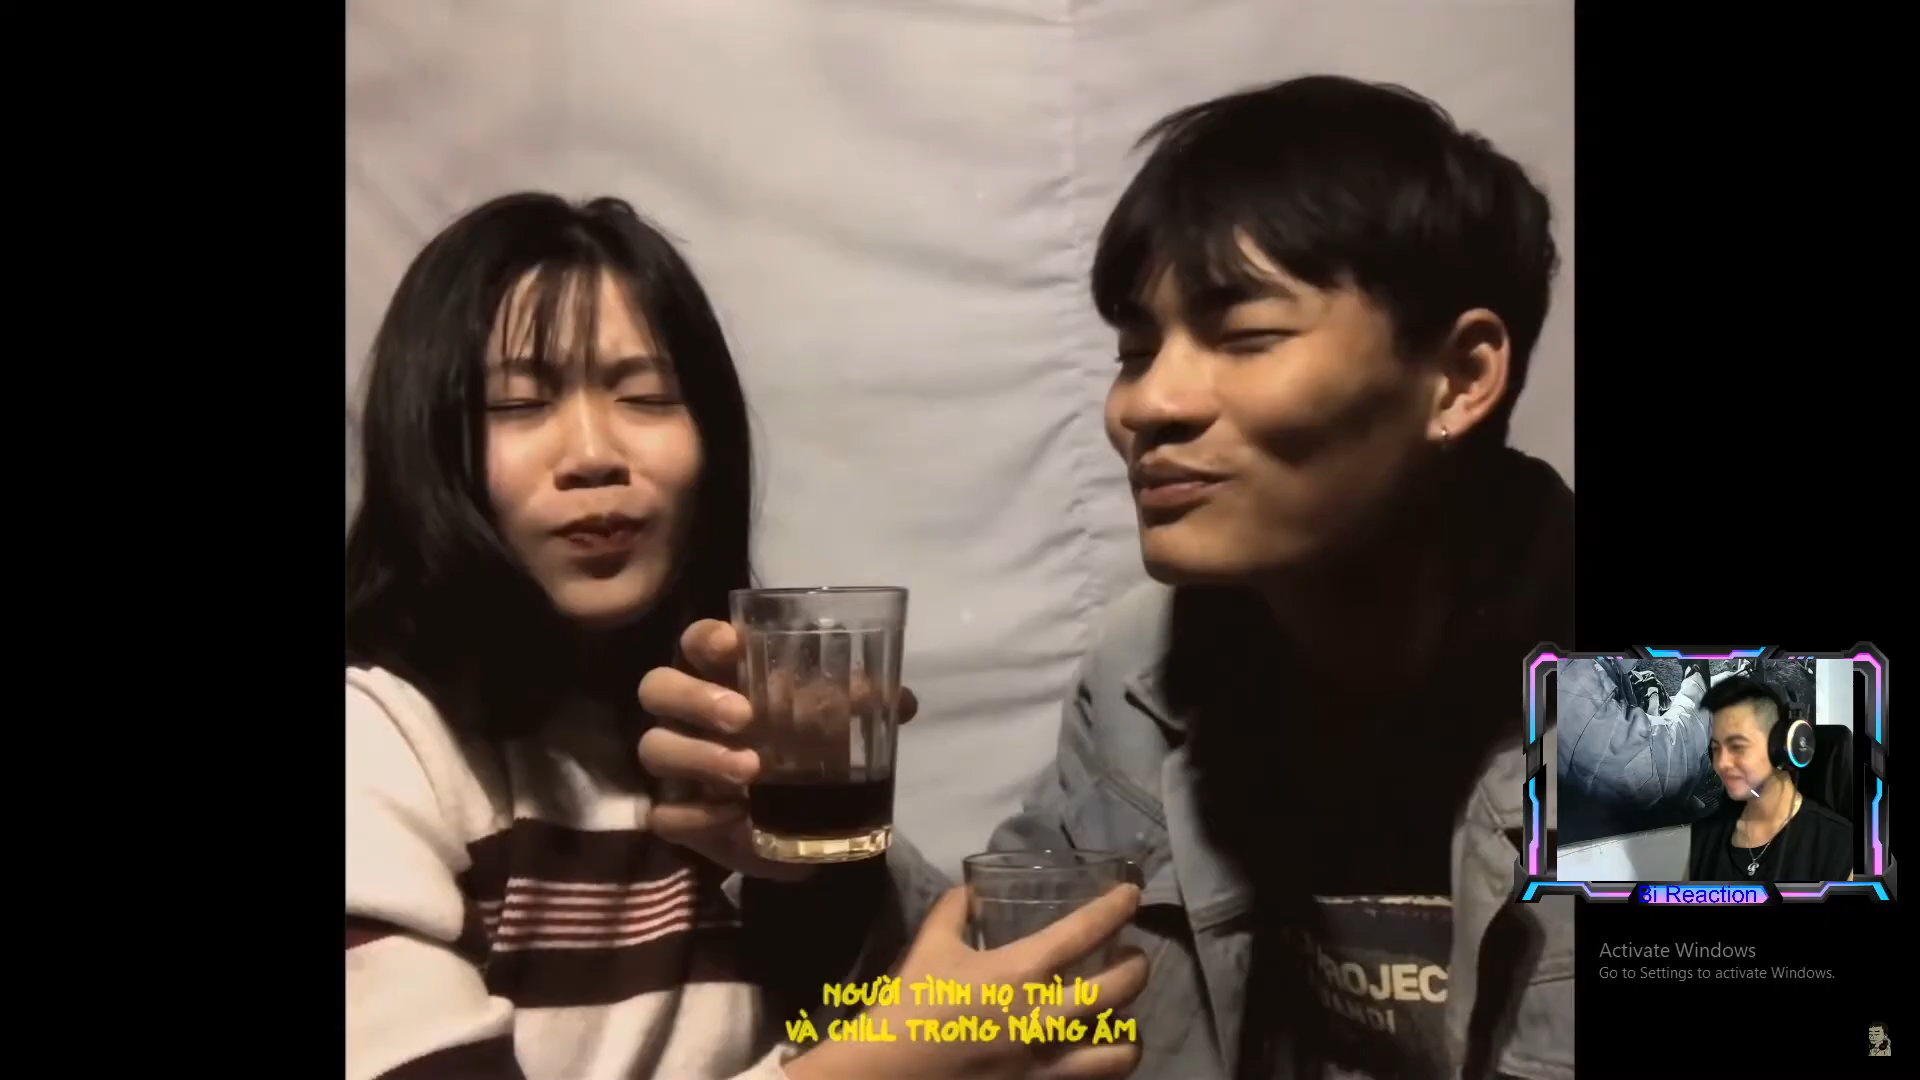 NGƯỜI TÌNH HỌ THÌ IU
VÀ CHILL TRONG NẮNG ẤM
PROJEC
Bi Reaction
Activate Windows
Go to Settings to activate Windows.